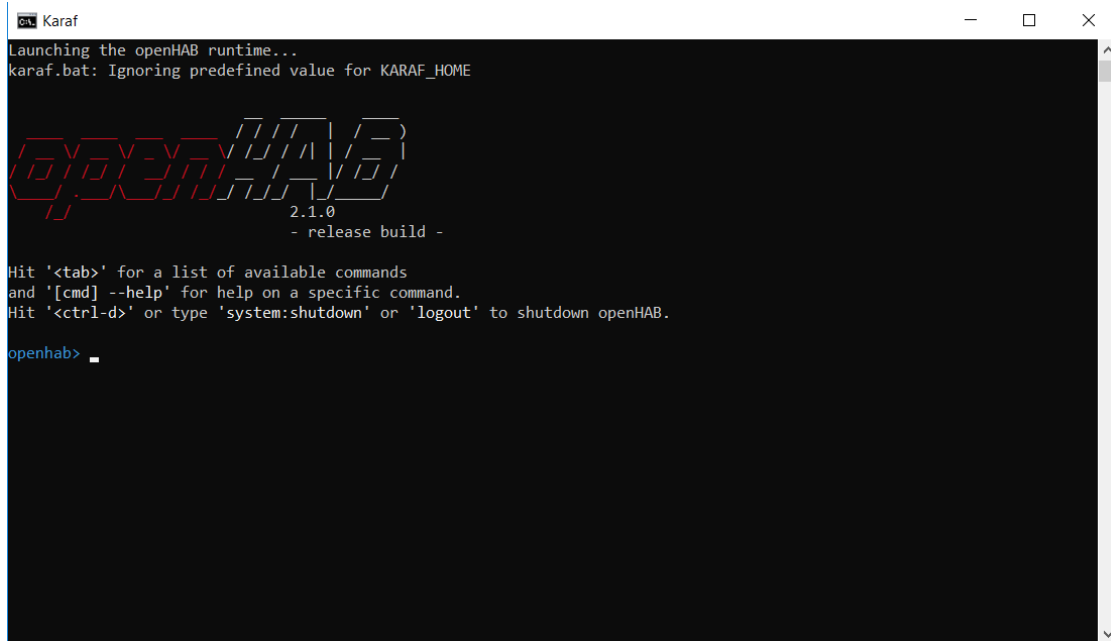 Karaf
Launching the openHAB runtime...
karaf.bat: Ignoring predefined value for KARAF_HOME
openHAB
2.1.0
- release build -
Hit '<tab>' for a list of available commands
and '[cmd] --help' for help on a specific command.
Hit '<ctrl-d>' or type 'system:shutdown' or 'logout' to shutdown openHAB.
openhab>